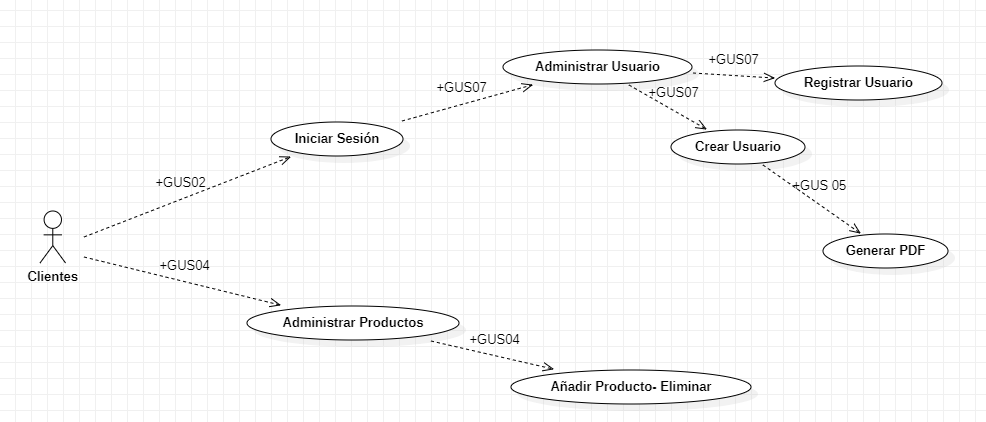 Administrar Usuario
+GUS07
Registrar Usuario
+GUS07
+GUS07
Iniciar Sesión
Crear Usuario
+GUS02
+GUS 05
Clientes
+GUS04
Generar PDF
Administrar Productos
+GUS04
Añadir Producto- Eliminar